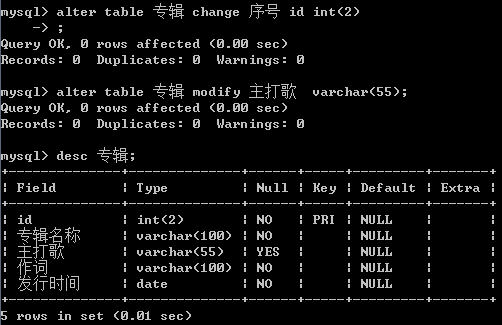 mysql> alter table 专辑 change 序号 id int(2)
    -> ;
Query OK, 0 rows affected (0.00 sec)
Records: 0  Duplicates: 0  Warnings: 0

mysql> alter table 专辑 modify 主打歌  varchar(55);
Query OK, 0 rows affected (0.00 sec)
Records: 0  Duplicates: 0  Warnings: 0

mysql> desc 专辑;
+----------+--------------+------+-----+---------+-------+
| Field    | Type         | Null | Key | Default | Extra |
+----------+--------------+------+-----+---------+-------+
| id       | int(2)       | NO   | PRI | NULL    |       |
| 专辑名称 | varchar(100) | NO   |     | NULL    |       |
| 主打歌   | varchar(55)  | YES  |     | NULL    |       |
| 作词     | varchar(100) | NO   |     | NULL    |       |
| 发行时间 | date         | NO   |     | NULL    |       |
+----------+--------------+------+-----+---------+-------+
5 rows in set (0.01 sec)